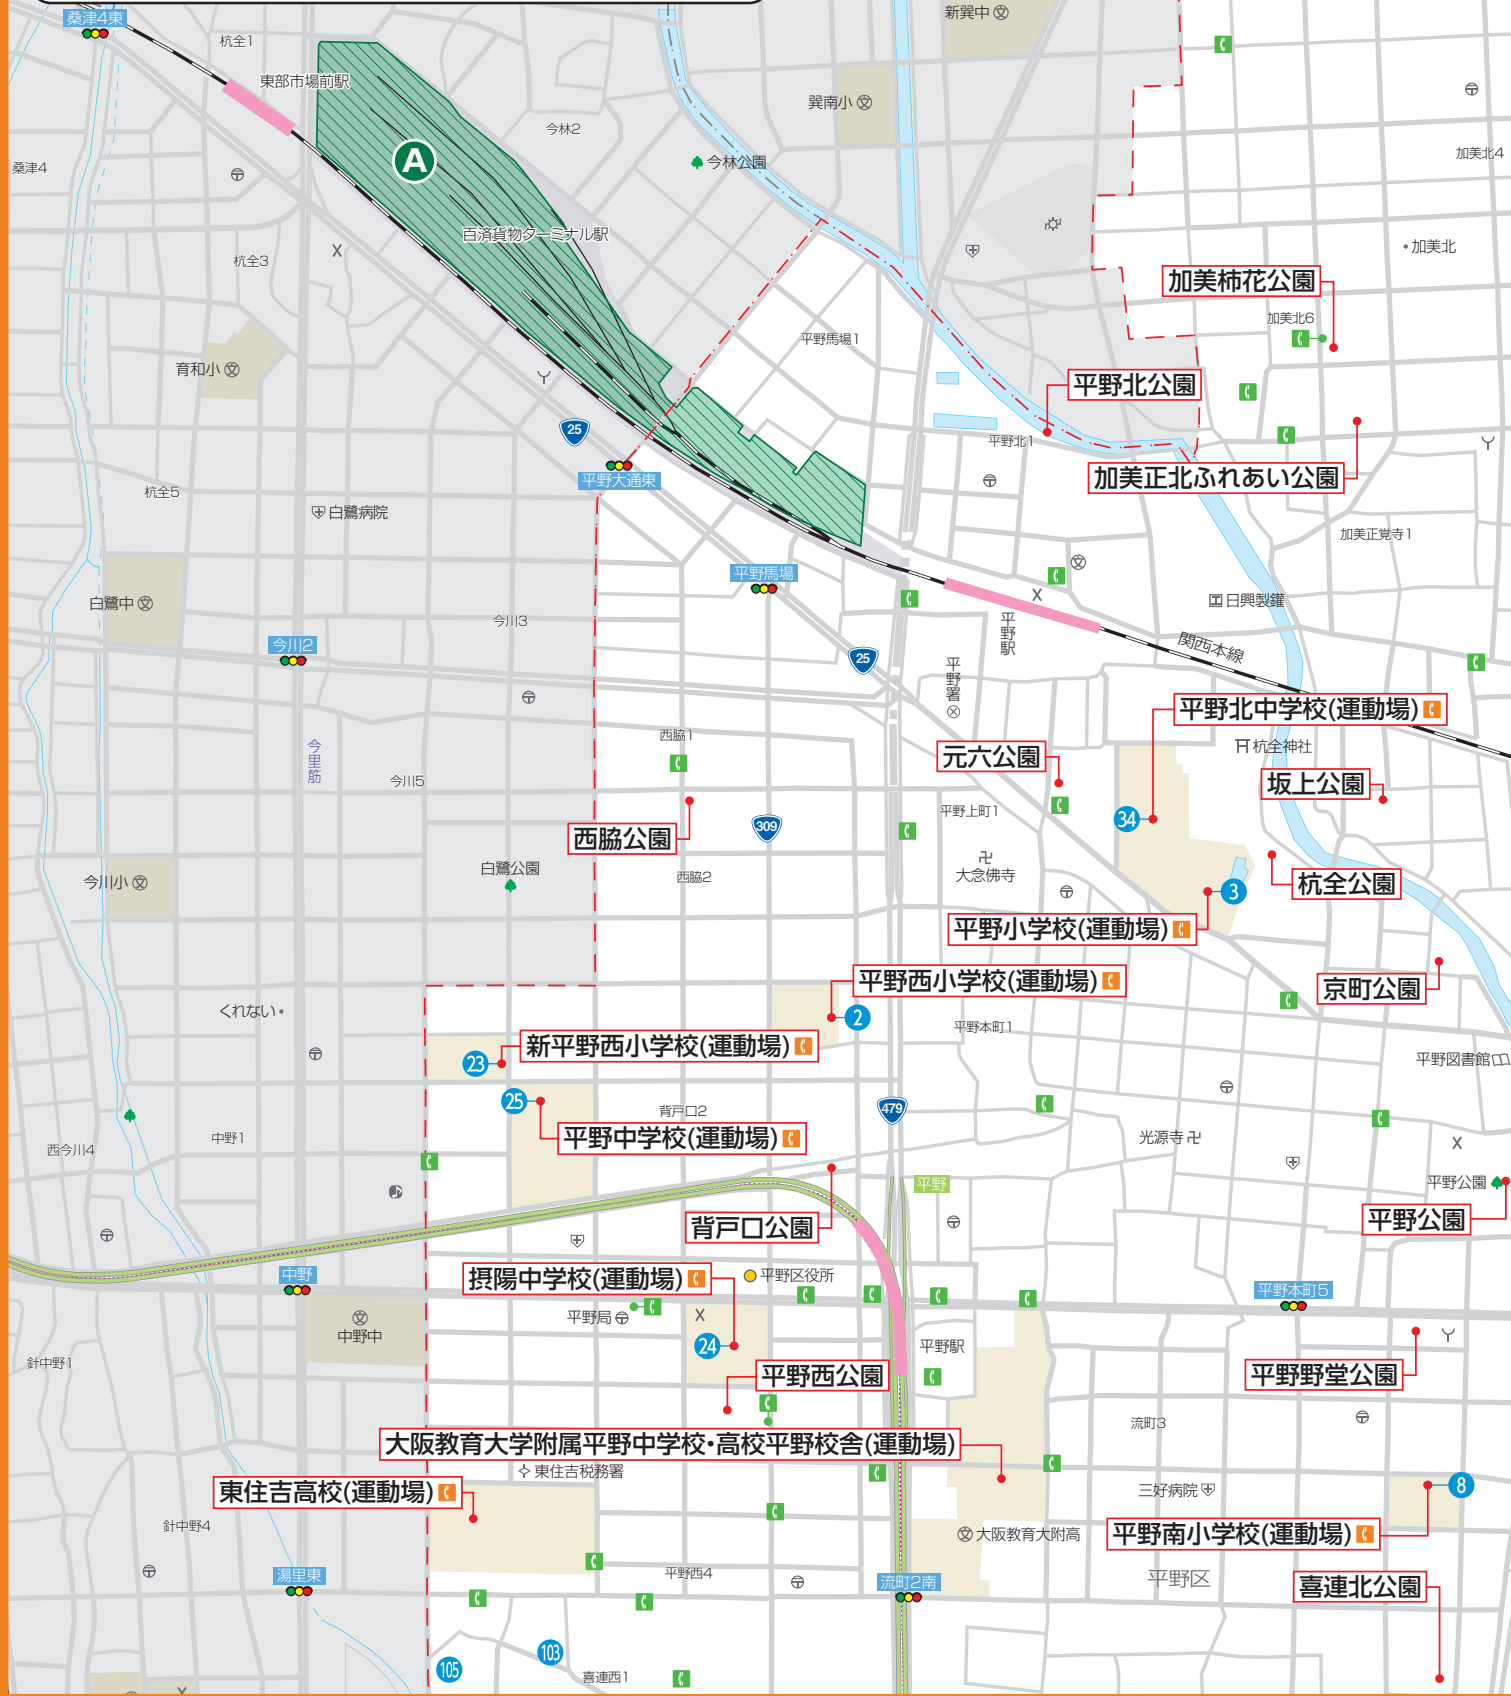 桑津4東
杭全1
新巽中
東部市場前駅
巽南小
今林2
A
加美北4
桑津4
今林公園
百済貨物ターミナル駅
加美北
杭全3
加美柿花公園
加美北6
平野馬場1
育和小
平野北公園
25
平野北1
平野大通東
加美正北ふれあい公園
杭全5
白鷺病院
加美正覚寺1
平野馬場
白鷺中
日興製鑵
今川3
平野駅
今川2
関西本線
25
平野署
平野北中学校(運動場)
西脇1
今里筋
杭全神社
元六公園
今川5
坂上公園
平野上町1
34
309
西脇公園
白鷺公園
大念佛寺
西脇2
今川小
杭全公園
3
平野小学校(運動場)
平野西小学校(運動場)
京町公園
くれない
2
平野本町1
新平野西小学校(運動場)
平野図書館
23
25
479
背戸口2
平野中学校(運動場)
中野1
光源寺
西今川4
平野
平野公園
平野公園
背戸口公園
中野
摂陽中学校(運動場)
平野区役所
平野本町5
平野局
中野中
24
平野駅
針中野1
平野西公園
平野野堂公園
流町3
大阪教育大学附属平野中学校・高校平野校舎(運動場)
東住吉税務署
東住吉高校(運動場)
三好病院
8
針中野4
大阪教育大附高
平野南小学校(運動場)
平野西4
湯里東
流町2南
平野区
喜連北公園
103
105
喜連西1